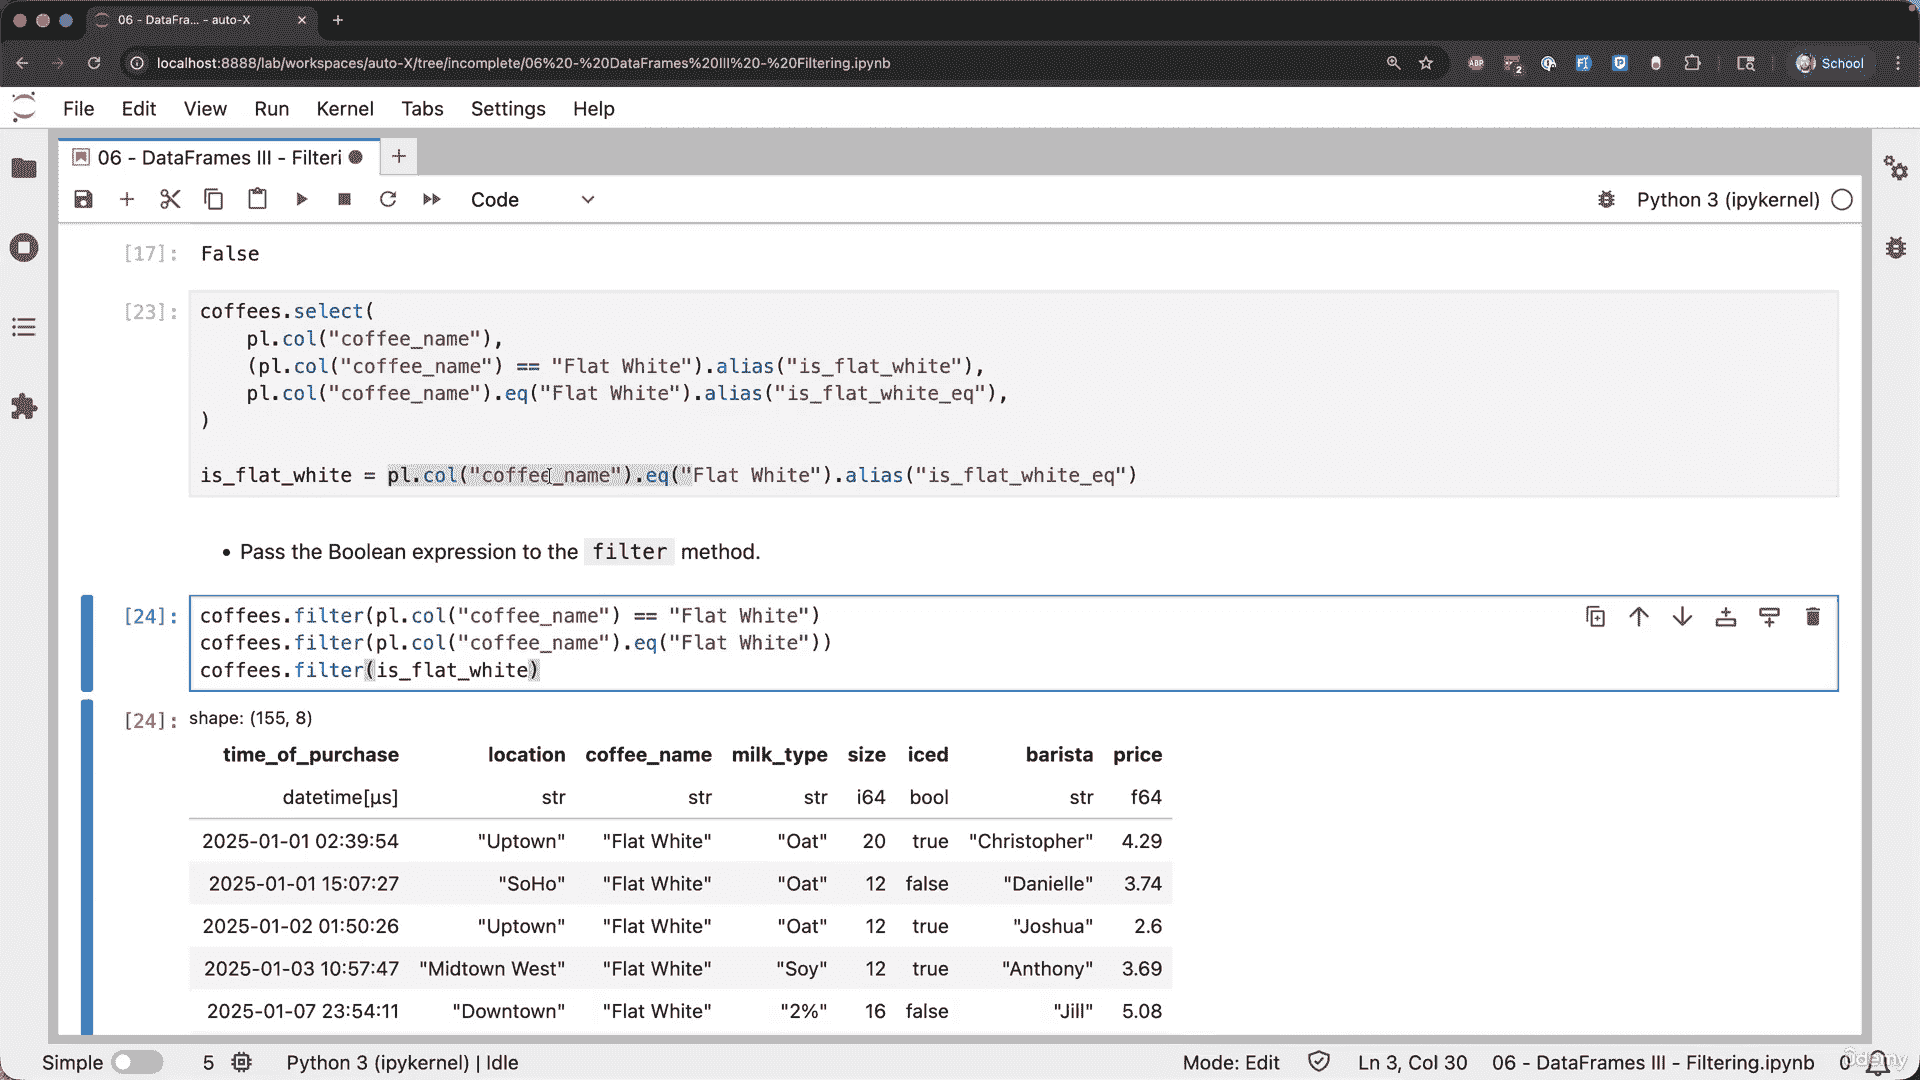 06 - DataFra... - auto-X
localhost:8888/lab/workspaces/auto-X/tree/incomplete/06%20-%20DataFrames%20III%20-%20Filtering.ipynb
ABP
2
School
File Edit View Run Kernel Tabs Settings Help
06 - DataFrames III - Filteri
Code
Python 3 (ipykernel)
[17]: False
[23]: coffees.select(
pl.col("coffee_name"),
(pl.col("coffee_name") == "Flat White").alias("is_flat_white"),
pl.col("coffee_name").eq("Flat White").alias("is_flat_white_eq"),
)
is_flat_white = pl.col("coffee_name").eq("Flat White").alias("is_flat_white_eq")
• Pass the Boolean expression to the filter method.
[24]: coffees.filter(pl.col("coffee_name") == "Flat White")
coffees.filter(pl.col("coffee_name").eq("Flat White"))
coffees.filter(is_flat_white)
[24]: shape: (155, 8)
time_of_purchase location coffee_name milk_type size iced barista price
datetime[μs] str str str i64 bool str f64
2025-01-01 02:39:54 "Uptown" "Flat White" "Oat" 20 true "Christopher" 4.29
2025-01-01 15:07:27 "SoHo" "Flat White" "Oat" 12 false "Danielle" 3.74
2025-01-02 01:50:26 "Uptown" "Flat White" "Oat" 12 true "Joshua" 2.6
2025-01-03 10:57:47 "Midtown West" "Flat White" "Soy" 12 true "Anthony" 3.69
2025-01-07 23:54:11 "Downtown" "Flat White" "2%" 16 false "Jill" 5.08
Simple 5 Python 3 (ipykernel) | Idle Mode: Edit Ln 3, Col 30 06 - DataFrames III - Filtering.ipynb 0
udemy